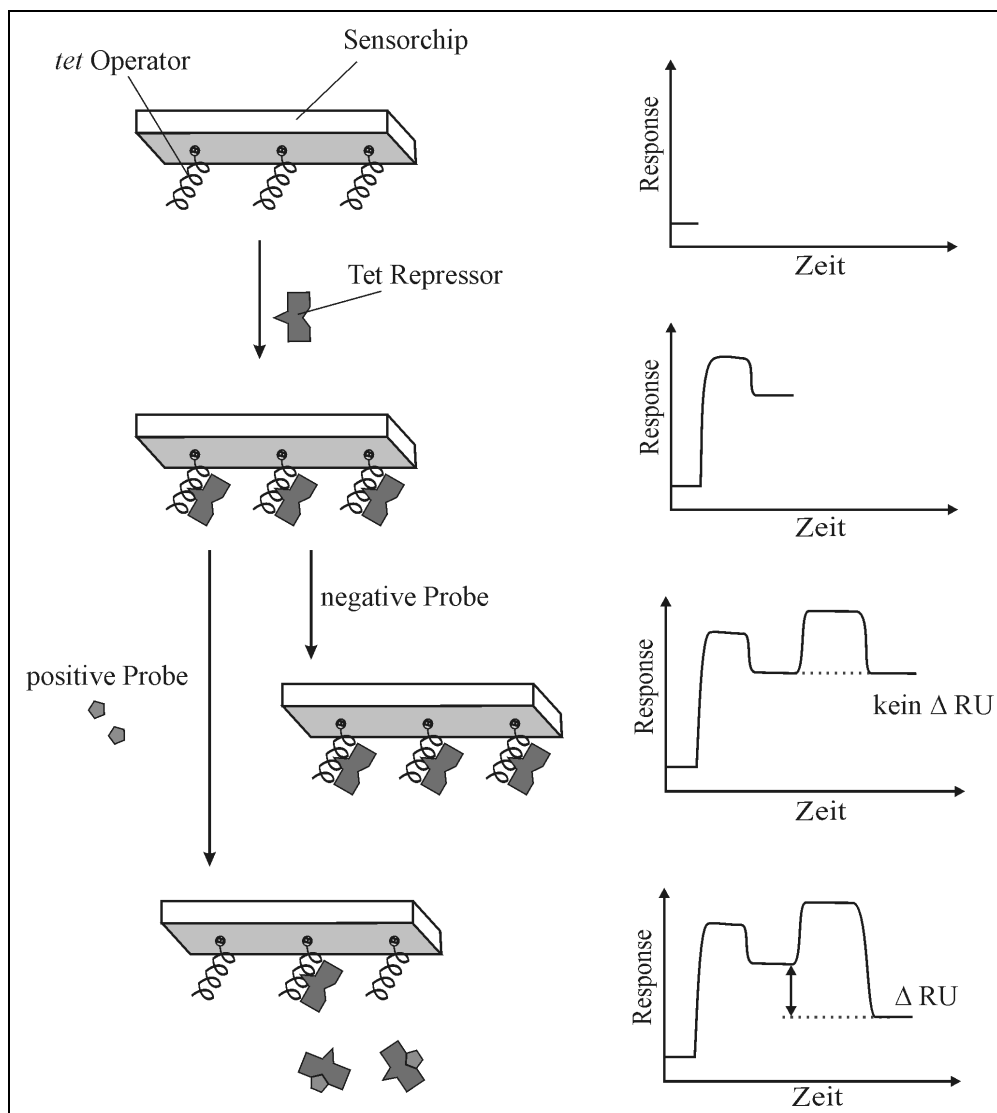 Sensorchip
tet Operator
Response
Zeit
Tet Repressor
Response
Zeit
negative Probe
positive Probe
Response
kein Δ RU
Zeit
Response
Δ RU
Zeit